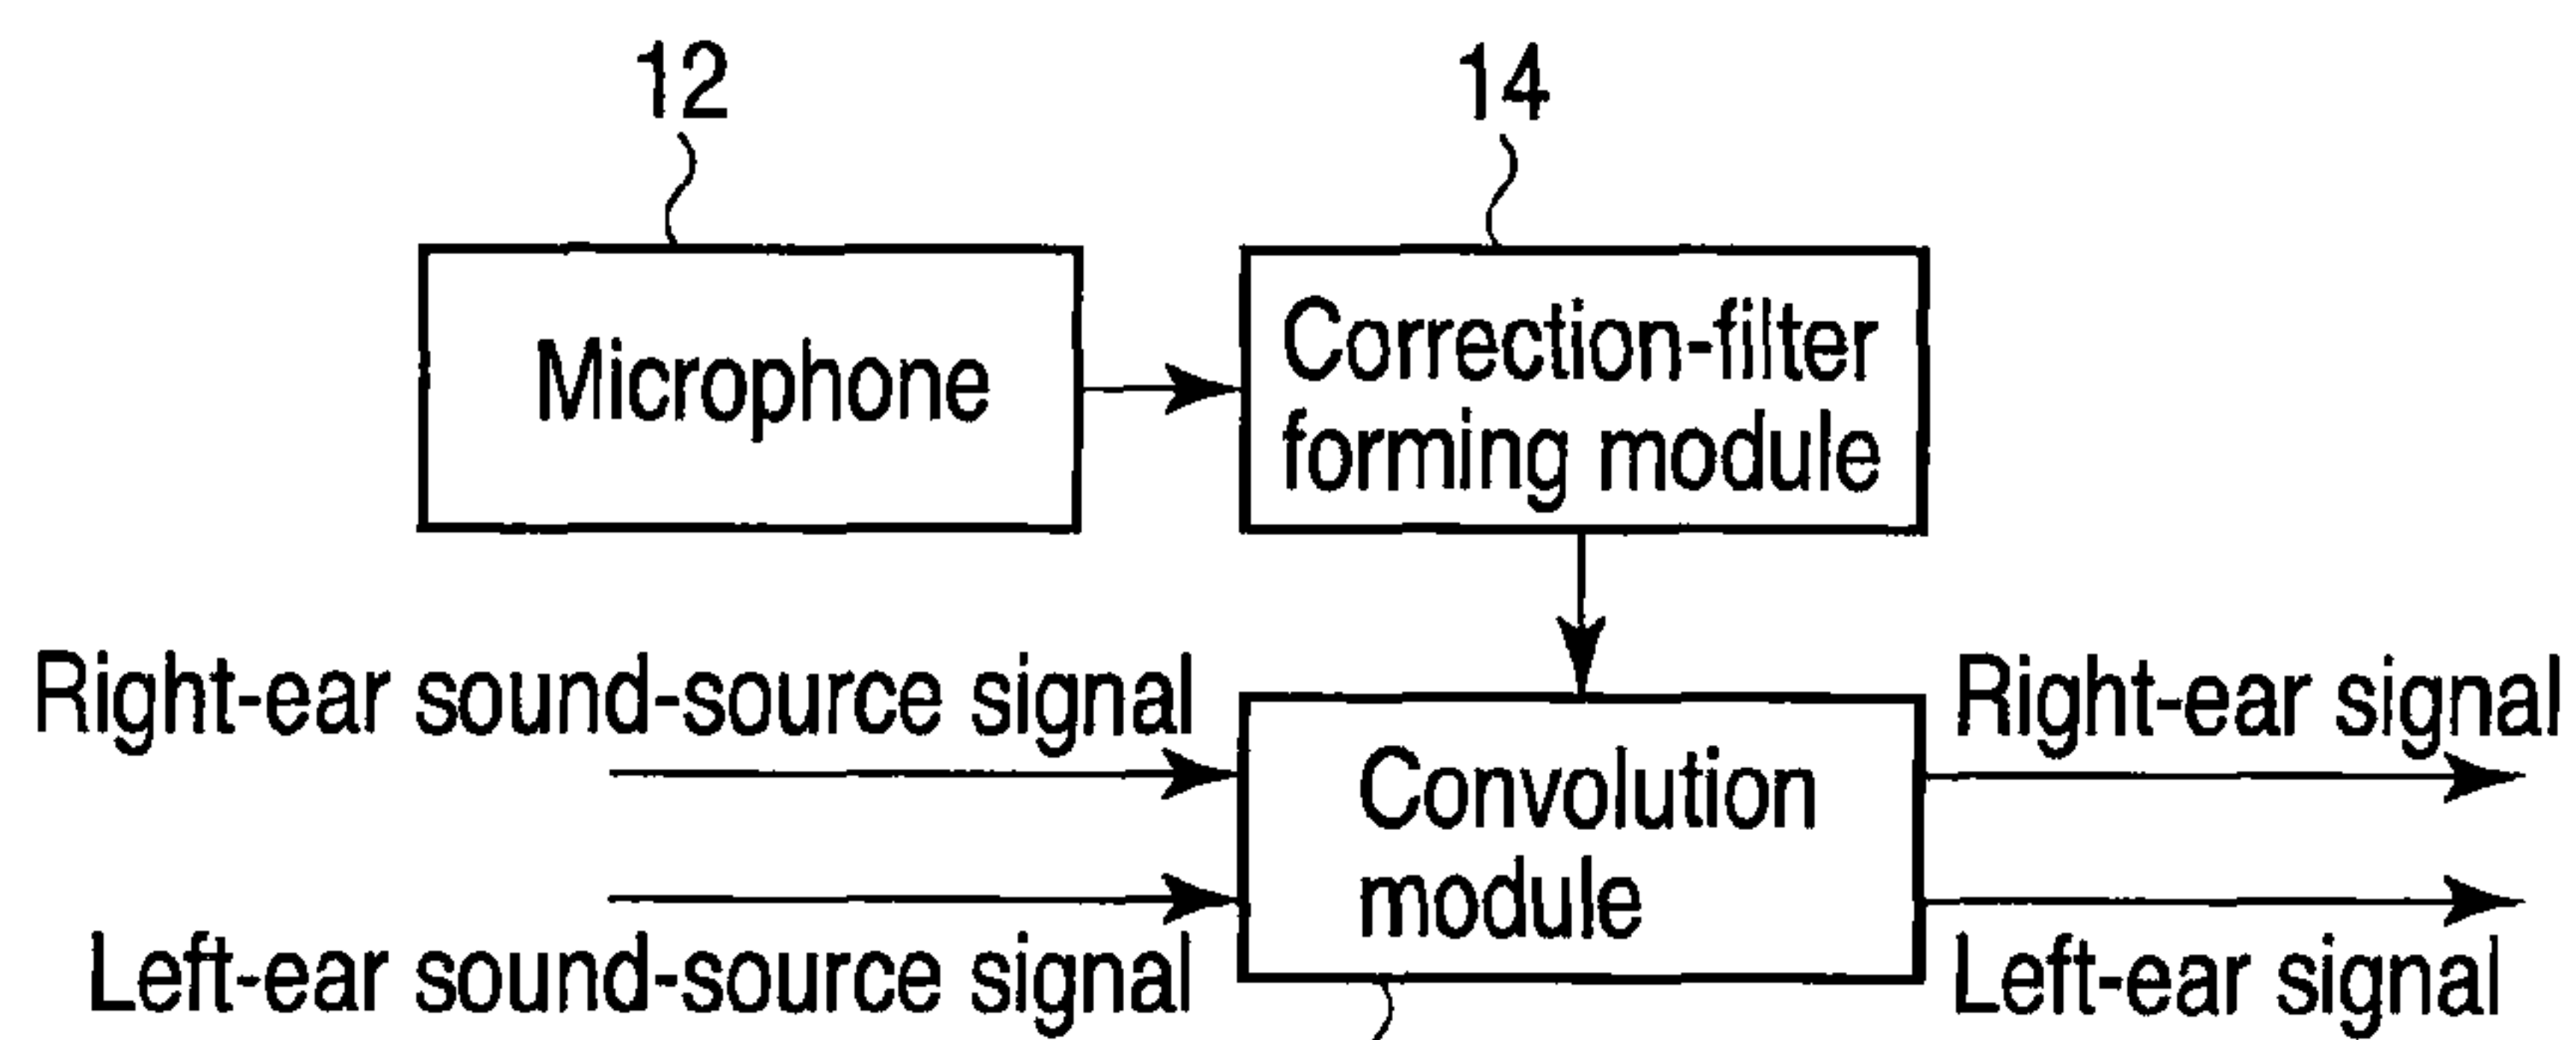 12
14
Microphone
Correction-filter
forming module
Right-ear sound-source signal
Right-ear signal
Convolution
module
Left-ear sound-source signal
Left-ear signal